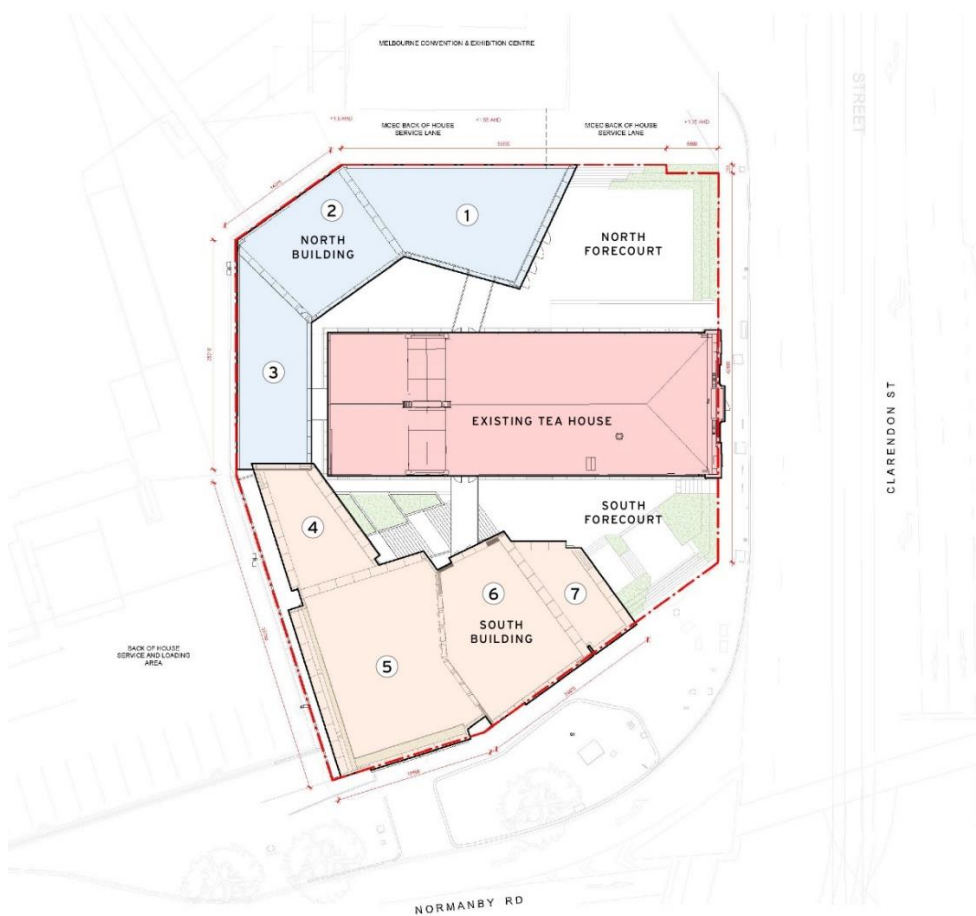 MELBOURNE CONVENTION & EXHIBITION CENTRE
STREET
MCEC BACK OF HOUSE
SERVICE LANE
MCEC BACK OF HOUSE
SERVICE LANE
1
2
NORTH
BUILDING
NORTH
FORECOURT
3
EXISTING TEA HOUSE
CLARENDON ST
SOUTH
FORECOURT
4
5
6
SOUTH
BUILDING
7
BACK OF HOUSE
SERVICE AND LOADING
AREA
NORMANBY RD